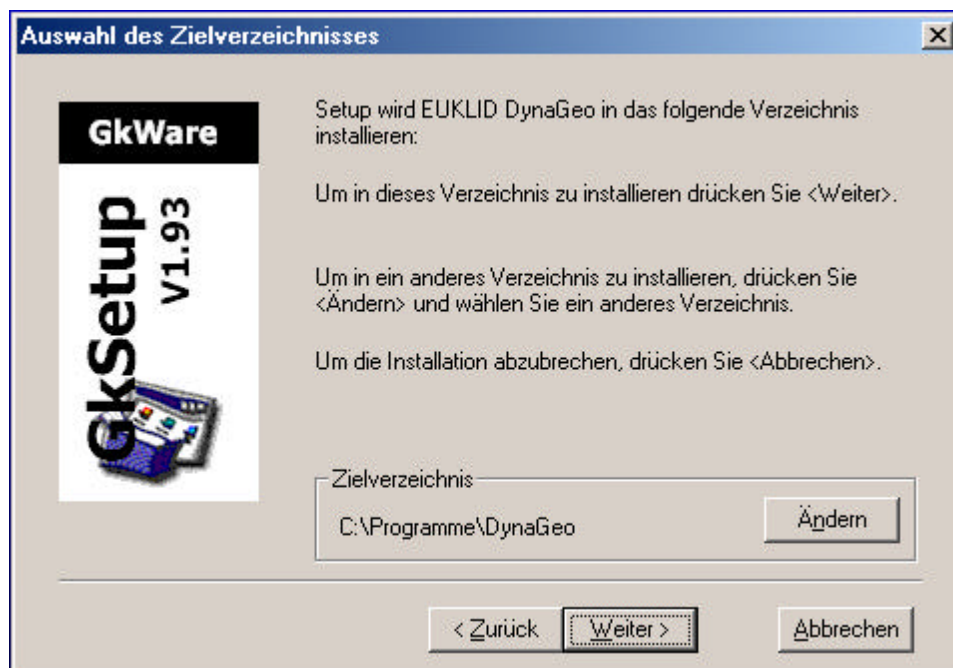 Auswahl des Zielverzeichnisses
GkWare
GkSetup
V1.93
Setup wird EUKLID DynaGeo in das folgende Verzeichnis
installieren:
Um in dieses Verzeichnis zu installieren drücken Sie <Weiter>.
Um in ein anderes Verzeichnis zu installieren, drücken Sie
<Ändern> und wählen Sie ein anderes Verzeichnis.
Um die Installation abzubrechen, drücken Sie <Abbrechen>.
Zielverzeichnis
C:\Programme\DynaGeo
Ändern
< Zurück
Weiter >
Abbrechen